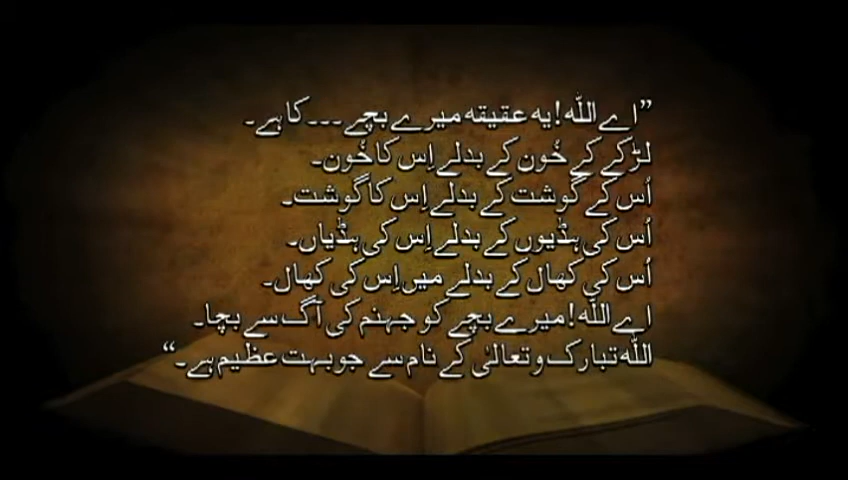 ”اے اللہ! یہ عقیقہ میرے بچے۔۔۔ کا ہے۔
لڑکے کے خُون کے بدلے اِس کا خُون۔
اُس کے گوشت کے بدلے اِس کا گوشت۔
اُس کی ہڈیوں کے بدلے اِس کی ہڈیاں۔
اُس کی کھال کے بدلے میں اِس کی کھال۔
اے اللہ! میرے بچے کو جہنم کی آگ سے بچا۔
اللہ تبارک و تعالیٰ کے نام سے جو بہت عظیم ہے۔“